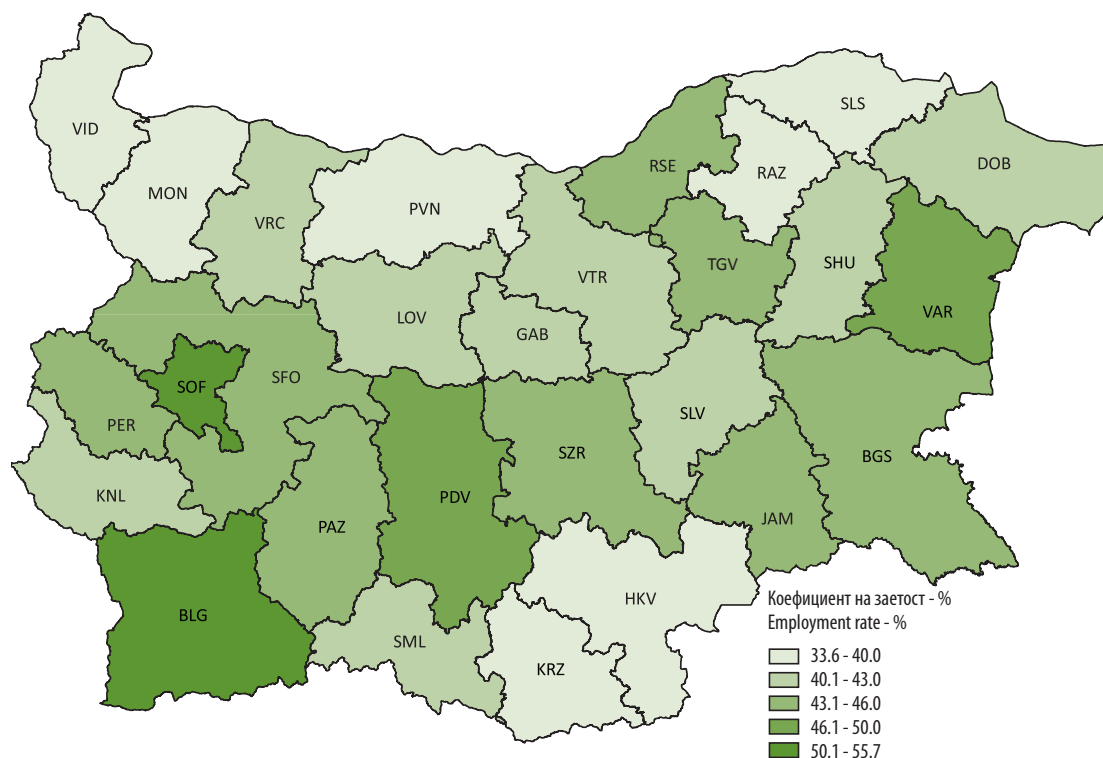 VID
MON
VRC
PVN
RSE
SLS
RAZ
DOB
LOV
GAB
VTR
TGV
SHU
VAR
SOF
SFO
PER
KNL
BLG
PAZ
PDV
SZR
SLV
BGS
JAM
SML
HKV
KRZ
Коефициент на заетост - %
Employment rate - %
33.6 - 40.0
40.1 - 43.0
43.1 - 46.0
46.1 - 50.0
50.1 - 55.7